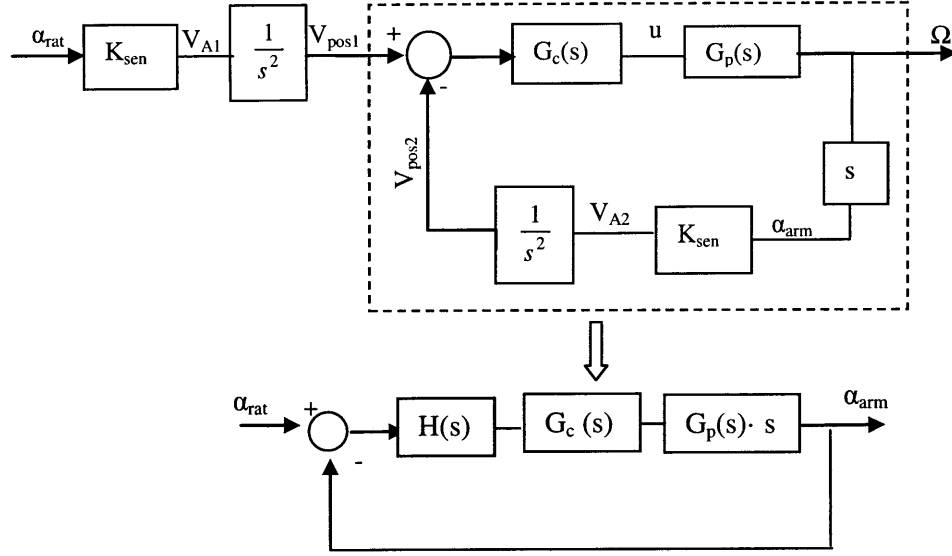 α_rat
K_sen
V_A1
1/s²
V_pos1
+
-
G_c(s)
u
G_p(s)
Ω
s
V_pos2
1/s²
V_A2
K_sen
α_arm
α_rat
+
-
H(s)
G_c (s)
G_p(s)· s
α_arm